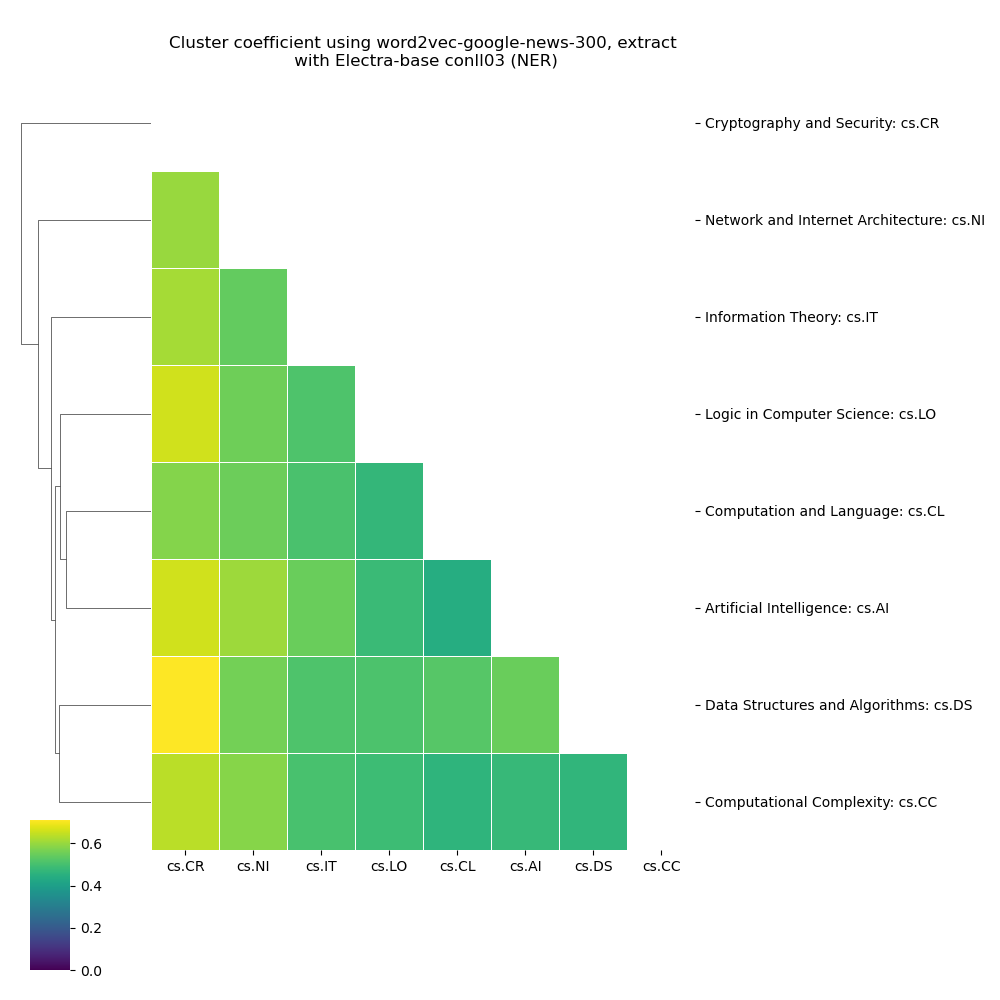 Cluster coefficient using word2vec-google-news-300, extract
with Electra-base conll03 (NER)
Cryptography and Security: cs.CR
Network and Internet Architecture: cs.NI
Information Theory: cs.IT
Logic in Computer Science: cs.LO
Computation and Language: cs.CL
Artificial Intelligence: cs.AI
Data Structures and Algorithms: cs.DS
Computational Complexity: cs.CC
cs.CR cs.NI cs.IT cs.LO cs.CL cs.AI cs.DS cs.CC
0.6
0.4
0.2
0.0